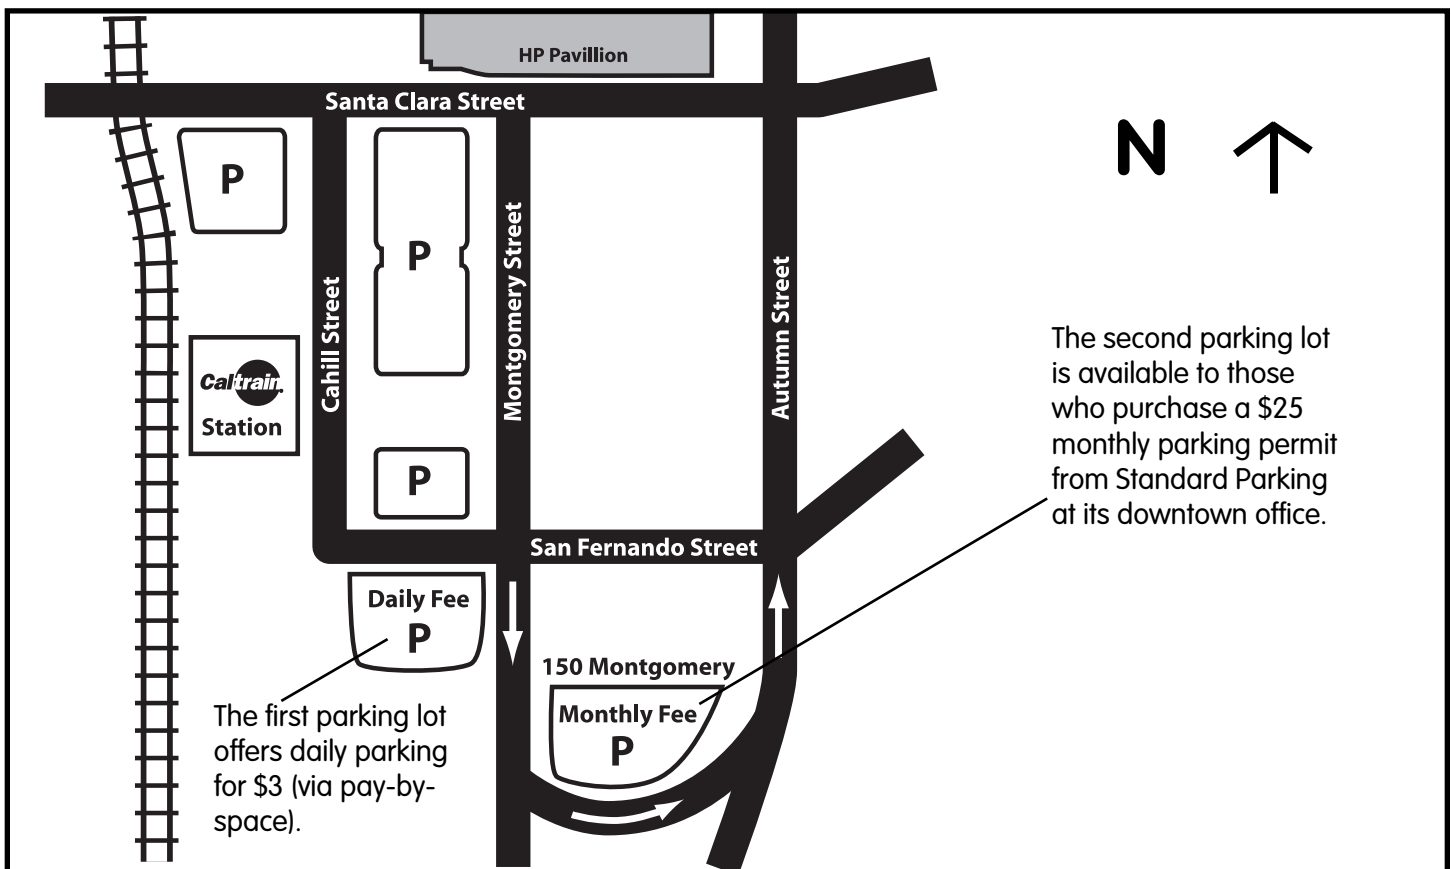 HP Pavillion
Santa Clara Street
N
P
P
Cahill Street
Montgomery Street
Autumn Street
Caltrain
Station
The second parking lot
is available to those
who purchase a $25
monthly parking permit
from Standard Parking
at its downtown office.
P
San Fernando Street
Daily Fee
P
150 Montgomery
Monthly Fee
P
The first parking lot
offers daily parking
for $3 (via pay-by-
space).